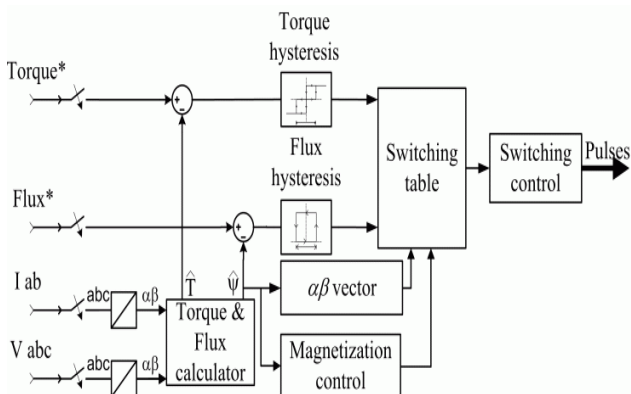 Torque
hysteresis
Torque*
+
-
Flux
hysteresis
Switching
table
Switching
control
Pulses
Flux*
+
-
I ab
abc
αβ
T̂
ψ̂
αβ vector
Torque &
Flux
calculator
V abc
abc
αβ
Magnetization
control